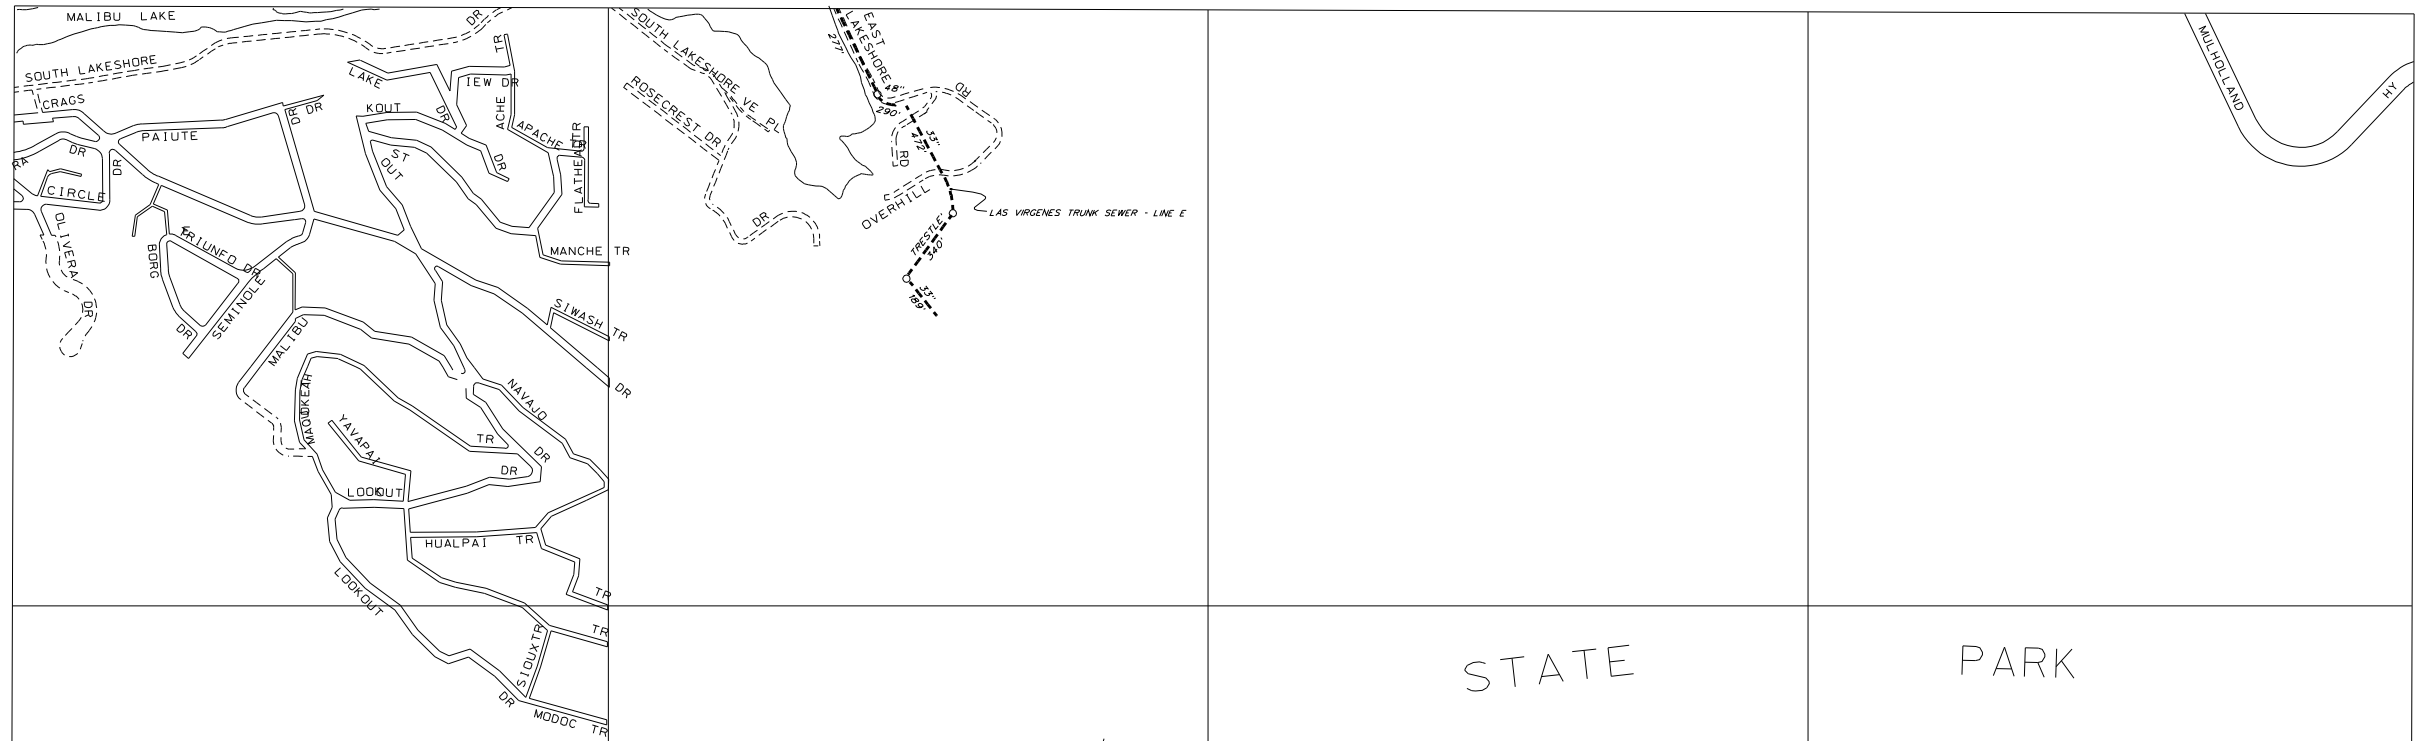 MALIBU LAKE
DR
SOUTH LAKESHORE
CRAGS
PAIUTE
DR
DR
TR
LAKE
IEW DR
KOUT
DR
ACHE
APACHE TR
FLATHEAD TR
RA
DR
DR
CIRCLE
OLIVERA
DR
ST
OUT
DR
TRIUNFO DR
BORG
DR
SEMINOLE
MANCHE TR
SIWASH TR
DR
MALIBU
MAQUOKEAH
YAVAPAI
NAVAJO
TR
DR
DR
LOOKOUT
HUALPAI TR
LOOKOUT
TR
TR
SIOUX TR
DR
MODOC TR
SOUTH LAKESHORE
VE PL
ROSECREST DR
DR
EAST
LAKESHORE
277'
48"
290'
RD
33"
472'
RD
OVERHILL
LAS VIRGENES TRUNK SEWER - LINE E
TRESTLE'
340'
33"
189'
MULHOLLAND
HY
STATE
PARK